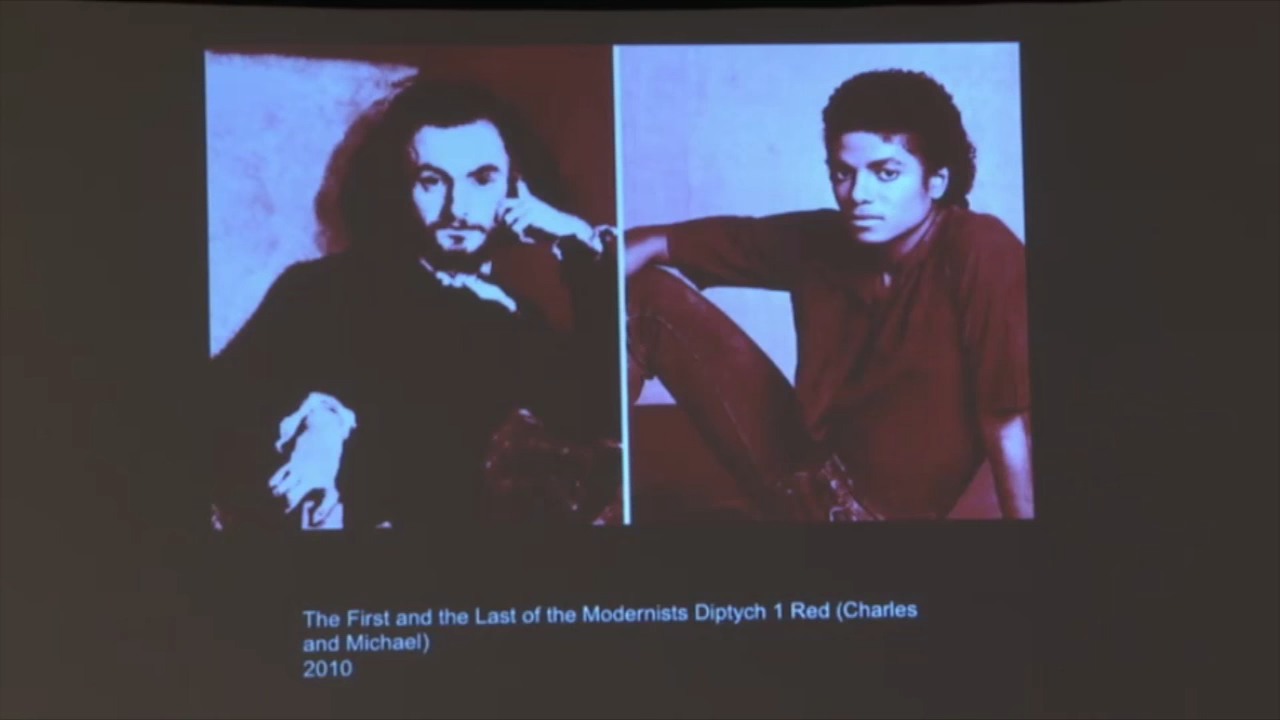 The First and the Last of the Modernists Diptych 1 Red (Charles
and Michael)
2010